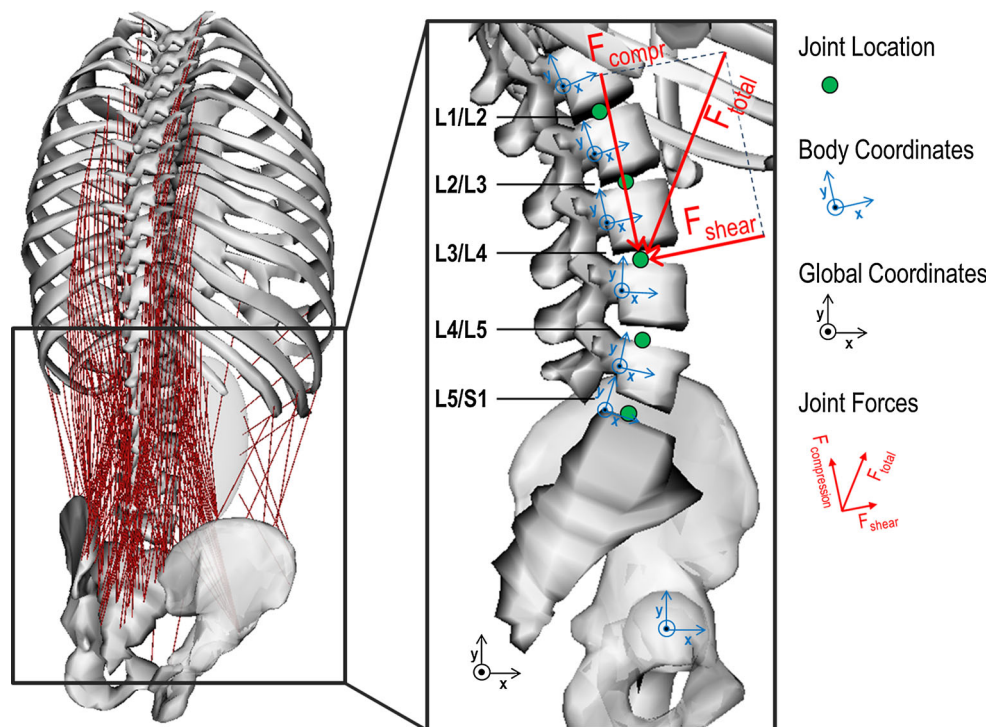 F compr
F total
F shear
L1/L2
L2/L3
L3/L4
L4/L5
L5/S1
y
x
y
x
y
x
y
x
y
x
y
x
y
x
y
x
Joint Location
Body Coordinates
y
x
Global Coordinates
y
x
Joint Forces
F compression
F total
F shear